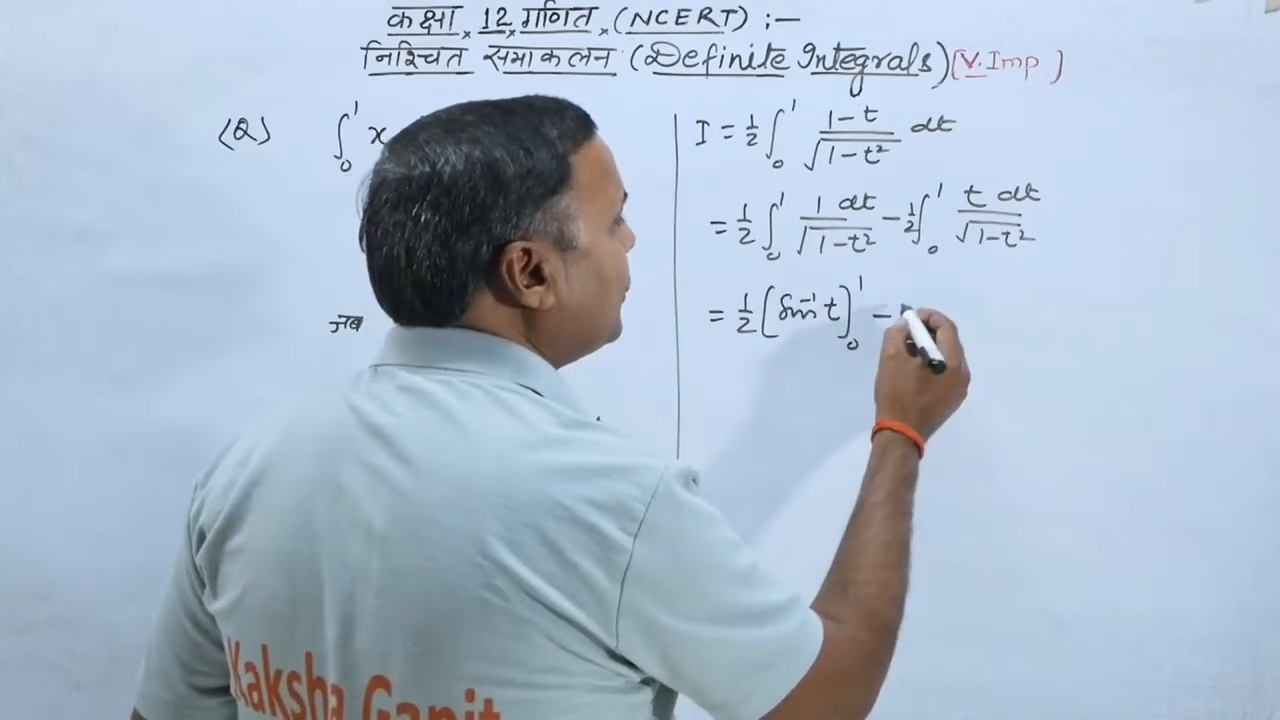 कक्षा 12 गणित (NCERT) :-
निश्चित समाकलन (Definite Integrals) (V. Imp)
(Q) ∫₀¹ x
जब
I = 1/2 ∫₀¹ (1-t)/√(1-t²) dt
= 1/2 ∫₀¹ 1 dt/√(1-t²) - 1/2 ∫₀¹ t dt/√(1-t²)
= 1/2 [Sin⁻¹ t]₀¹ -
Kaksha Ganit